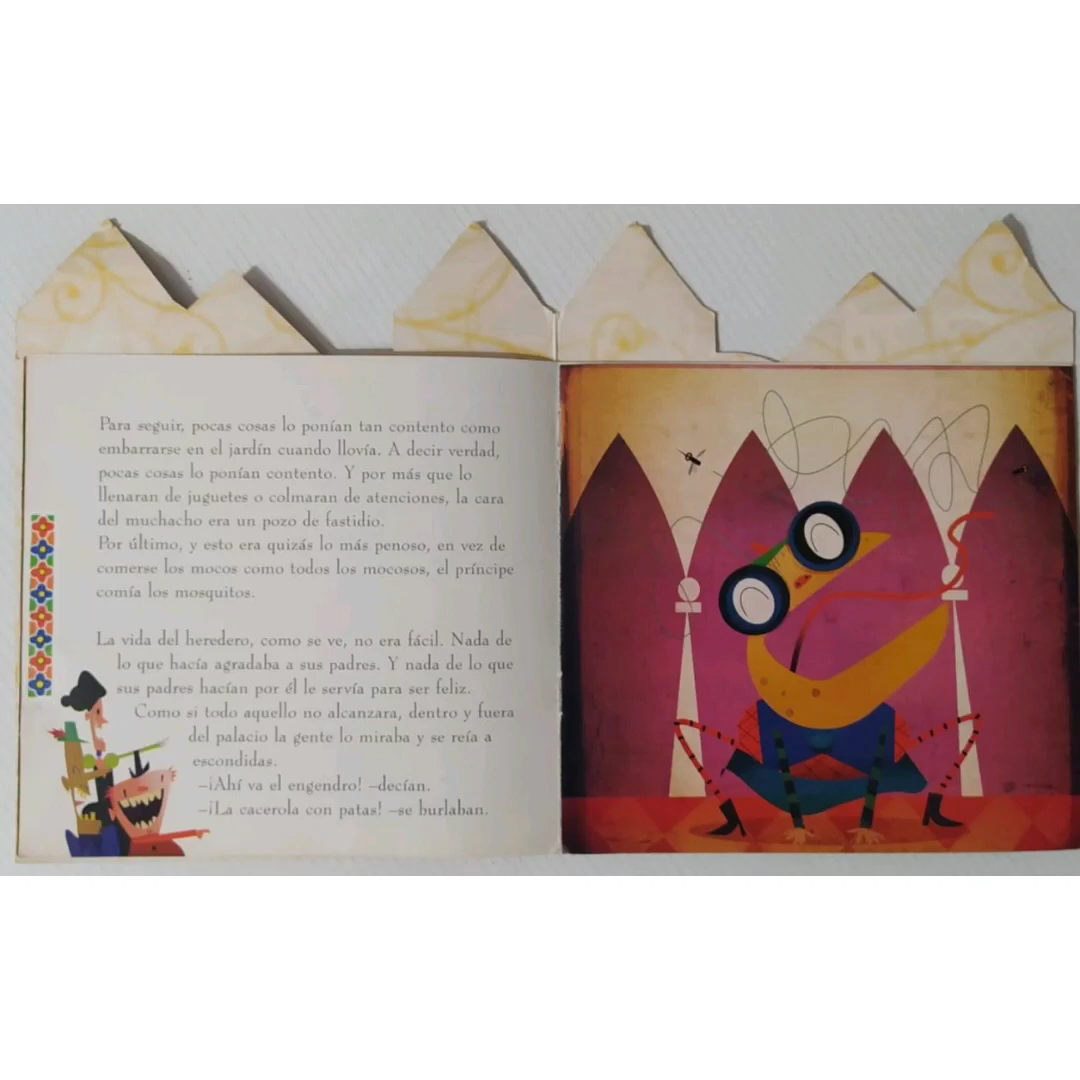 Para seguir, pocas cosas lo ponían tan contento como
embarrarse en el jardín cuando llovía. A decir verdad,
pocas cosas lo ponían contento. Y por más que lo
llenaran de juguetes o colmaran de atenciones, la cara
del muchacho era un pozo de fastidio.
Por último, y esto era quizás lo más penoso, en vez de
comerse los mocos como todos los mocosos, el príncipe
comía los mosquitos.
La vida del heredero, como se ve, no era fácil. Nada de
lo que hacía agradaba a sus padres. Y nada de lo que
sus padres hacían por él le servía para ser feliz.
Como si todo aquello no alcanzara, dentro y fuera
del palacio la gente lo miraba y se reía a
escondidas.
–¡Ahí va el engendro! –decían.
–¡La cacerola con patas! –se burlaban.